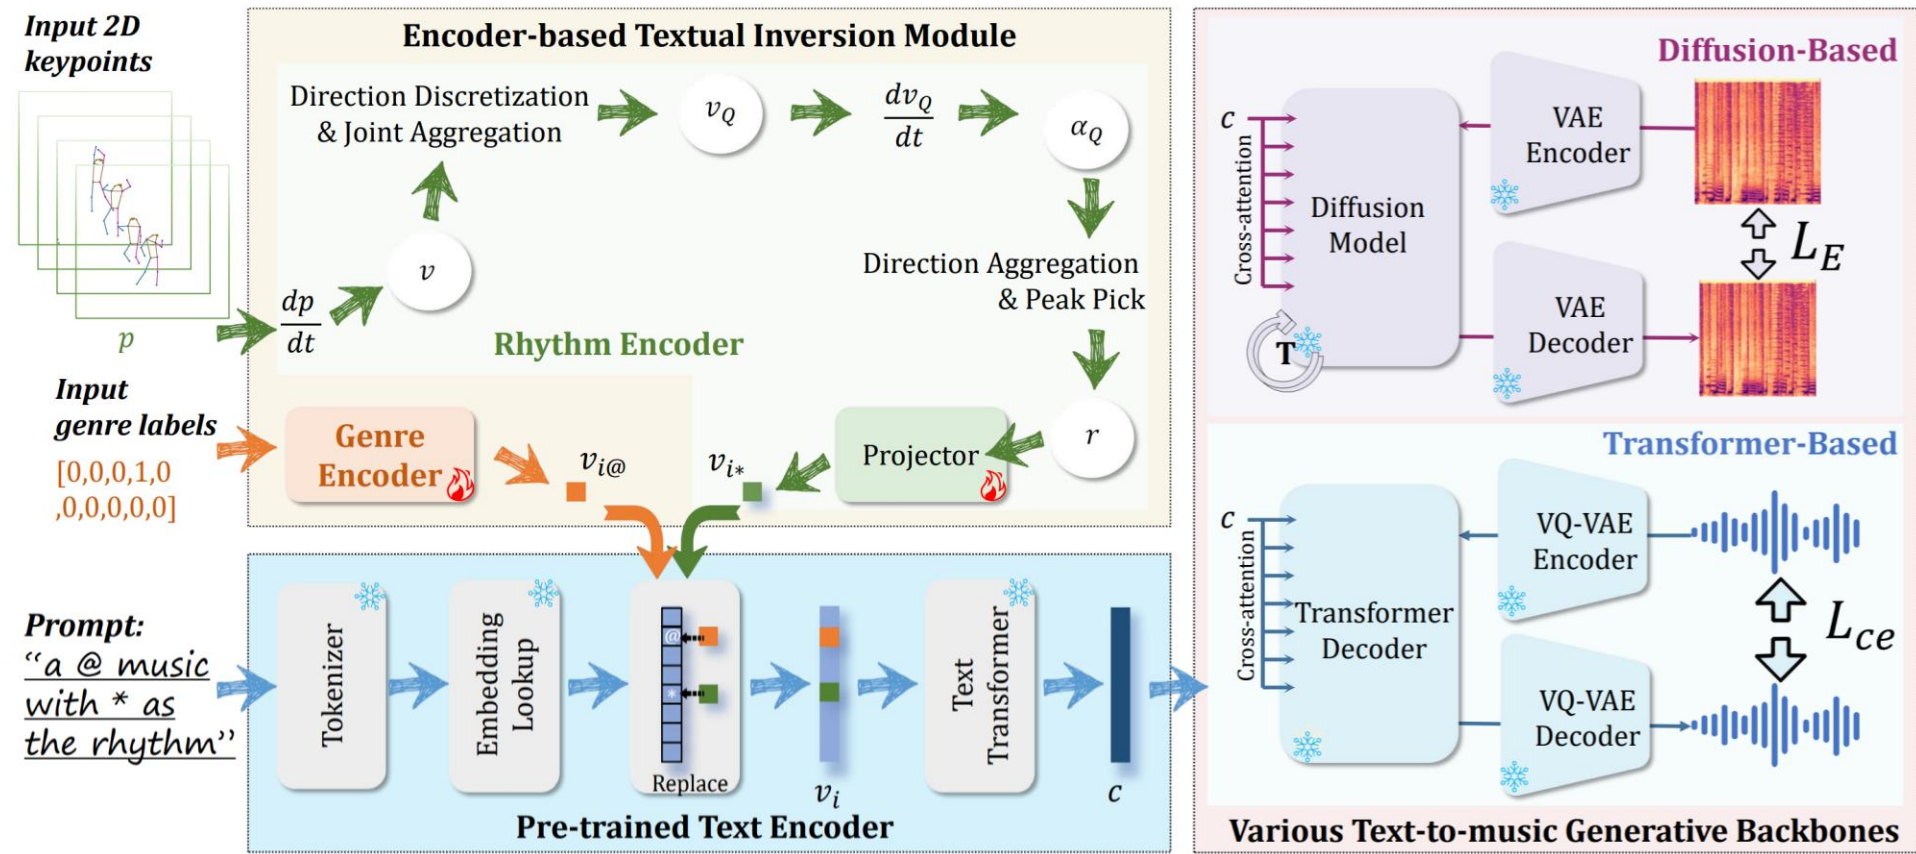 Input 2D
keypoints
p
Input
genre labels
[0,0,0,1,0
,0,0,0,0,0]
Prompt:
“a @ music
with * as
the rhythm”
Encoder-based Textual Inversion Module
Direction Discretization
& Joint Aggregation
v_Q
dv_Q
dt
α_Q
v
dp
dt
Direction Aggregation
& Peak Pick
Rhythm Encoder
Genre
Encoder
v_{i@}
v_{i*}
Projector
r
Tokenizer
Embedding
Lookup
@
*
Replace
v_i
Text
Transformer
c
Pre-trained Text Encoder
Diffusion-Based
c
Cross-attention
Diffusion
Model
T
VAE
Encoder
VAE
Decoder
L_E
Transformer-Based
c
Cross-attention
Transformer
Decoder
VQ-VAE
Encoder
VQ-VAE
Decoder
L_{ce}
Various Text-to-music Generative Backbones